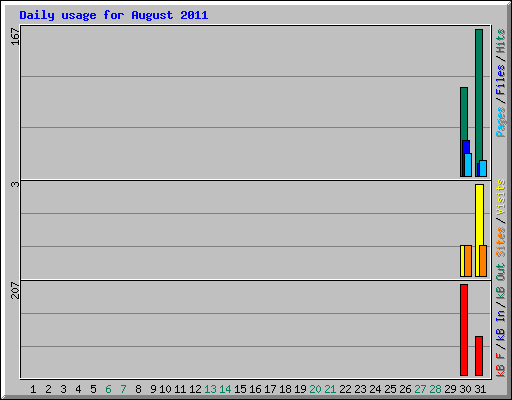 Daily usage for August 2011
167
Pages/Files/Hits
3
Sites/Visits
207
kB F/kB In/kB Out
1 2 3 4 5 6 7 8 9 10 11 12 13 14 15 16 17 18 19 20 21 22 23 24 25 26 27 28 29 30 31